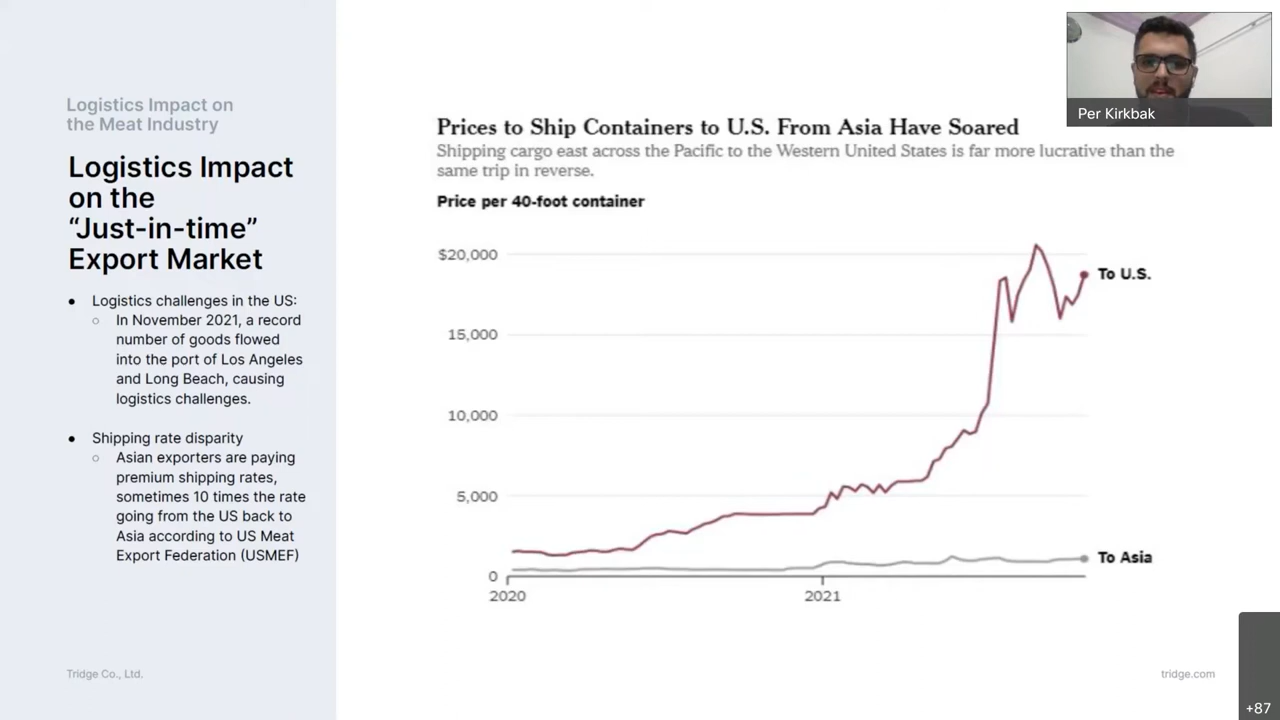 Logistics Impact on
the Meat Industry
Logistics Impact
on the
“Just-in-time”
Export Market
● Logistics challenges in the US:
○ In November 2021, a record
number of goods flowed
into the port of Los Angeles
and Long Beach, causing
logistics challenges.
● Shipping rate disparity
○ Asian exporters are paying
premium shipping rates,
sometimes 10 times the rate
going from the US back to
Asia according to US Meat
Export Federation (USMEF)
Tridge Co., Ltd.
Prices to Ship Containers to U.S. From Asia Have Soared
Shipping cargo east across the Pacific to the Western United States is far more lucrative than the
same trip in reverse.
Price per 40-foot container
$20,000
15,000
10,000
5,000
0
2020
2021
To U.S.
To Asia
Per Kirkbak
tridge.com
+87